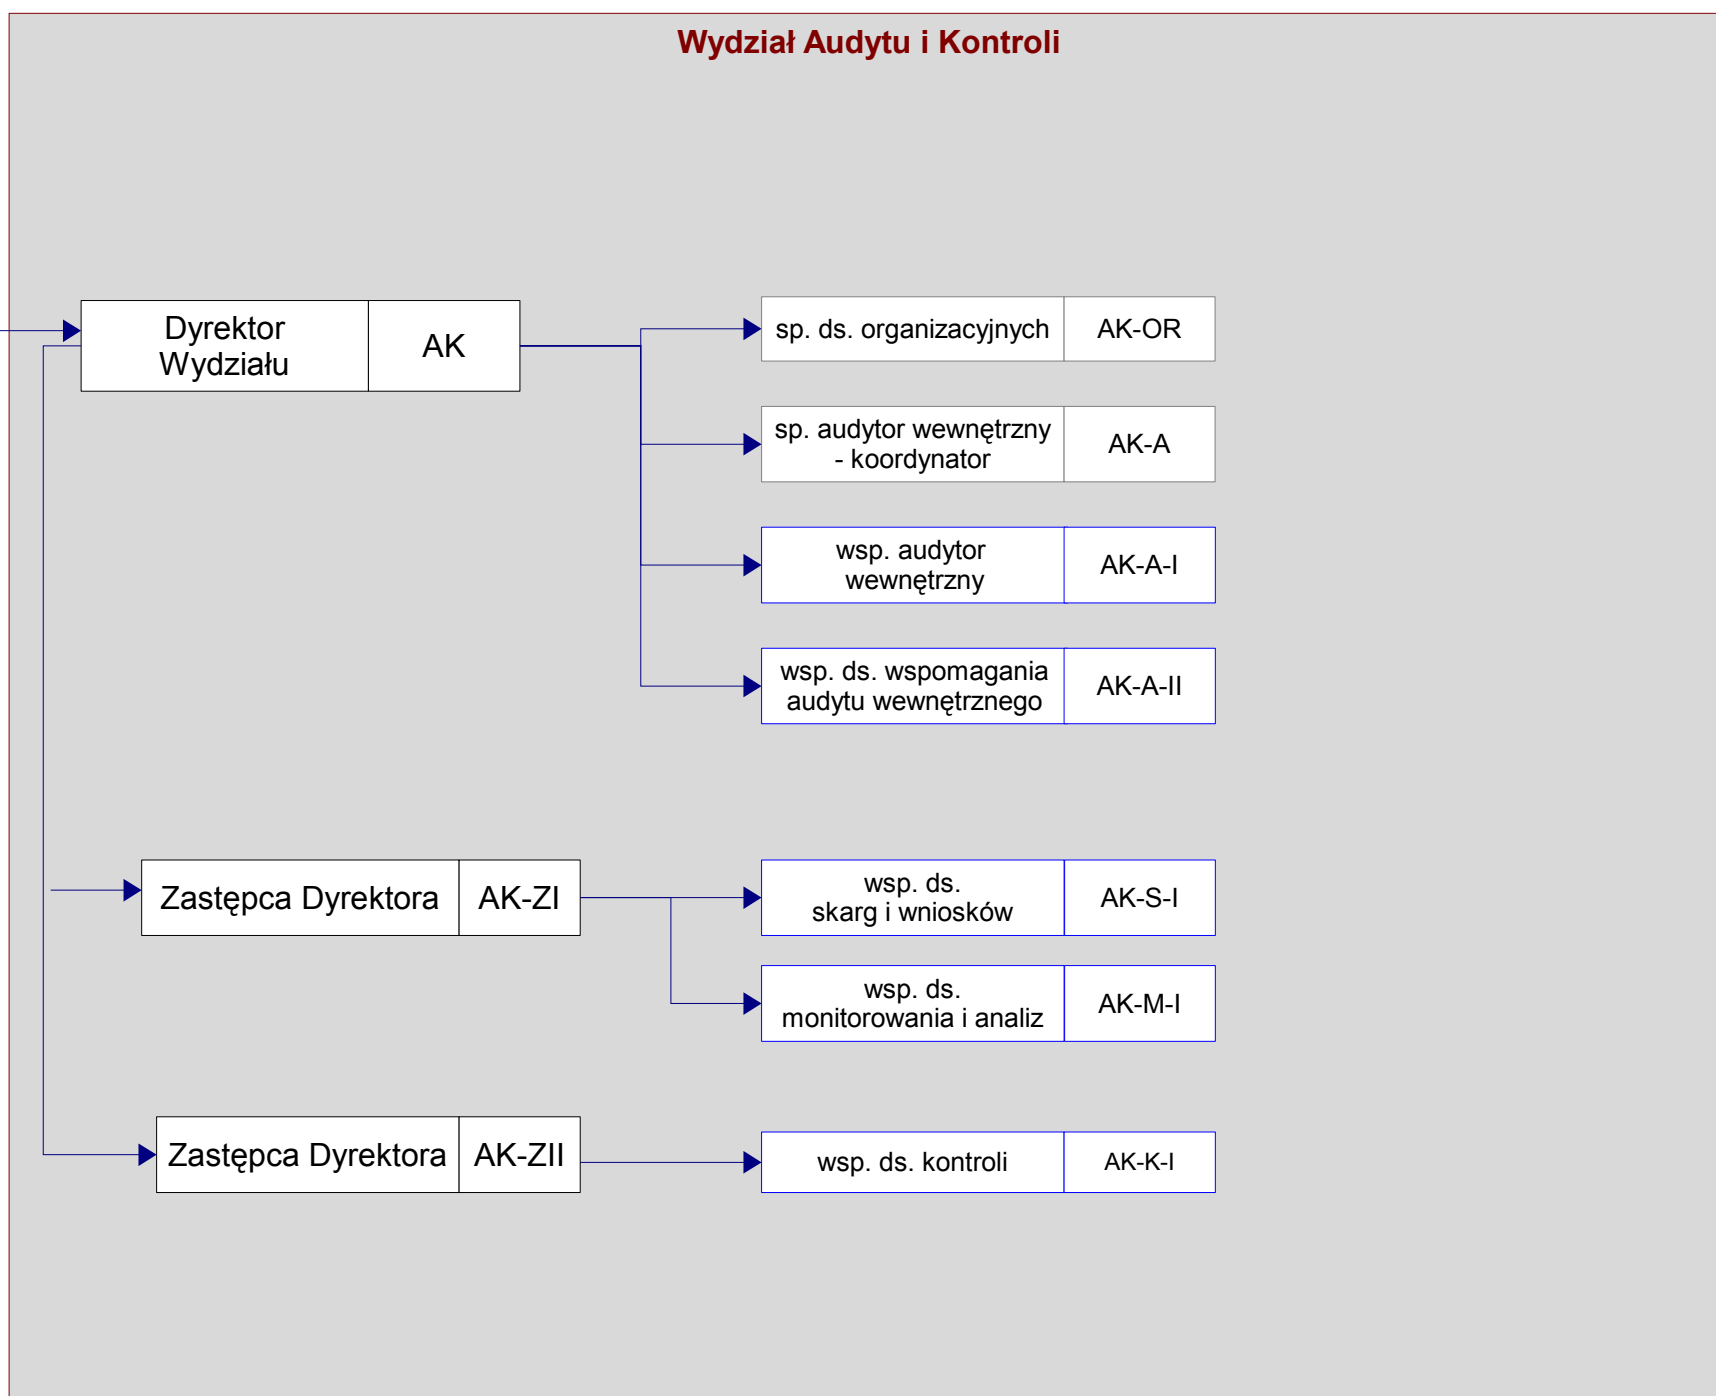 Wydział Audytu i Kontroli
Dyrektor
Wydziału
AK
sp. ds. organizacyjnych
AK-OR
sp. audytor wewnętrzny
- koordynator
AK-A
wsp. audytor
wewnętrzny
AK-A-I
wsp. ds. wspomagania
audytu wewnętrznego
AK-A-II
Zastępca Dyrektora
AK-ZI
wsp. ds.
skarg i wniosków
AK-S-I
wsp. ds.
monitorowania i analiz
AK-M-I
Zastępca Dyrektora
AK-ZII
wsp. ds. kontroli
AK-K-I